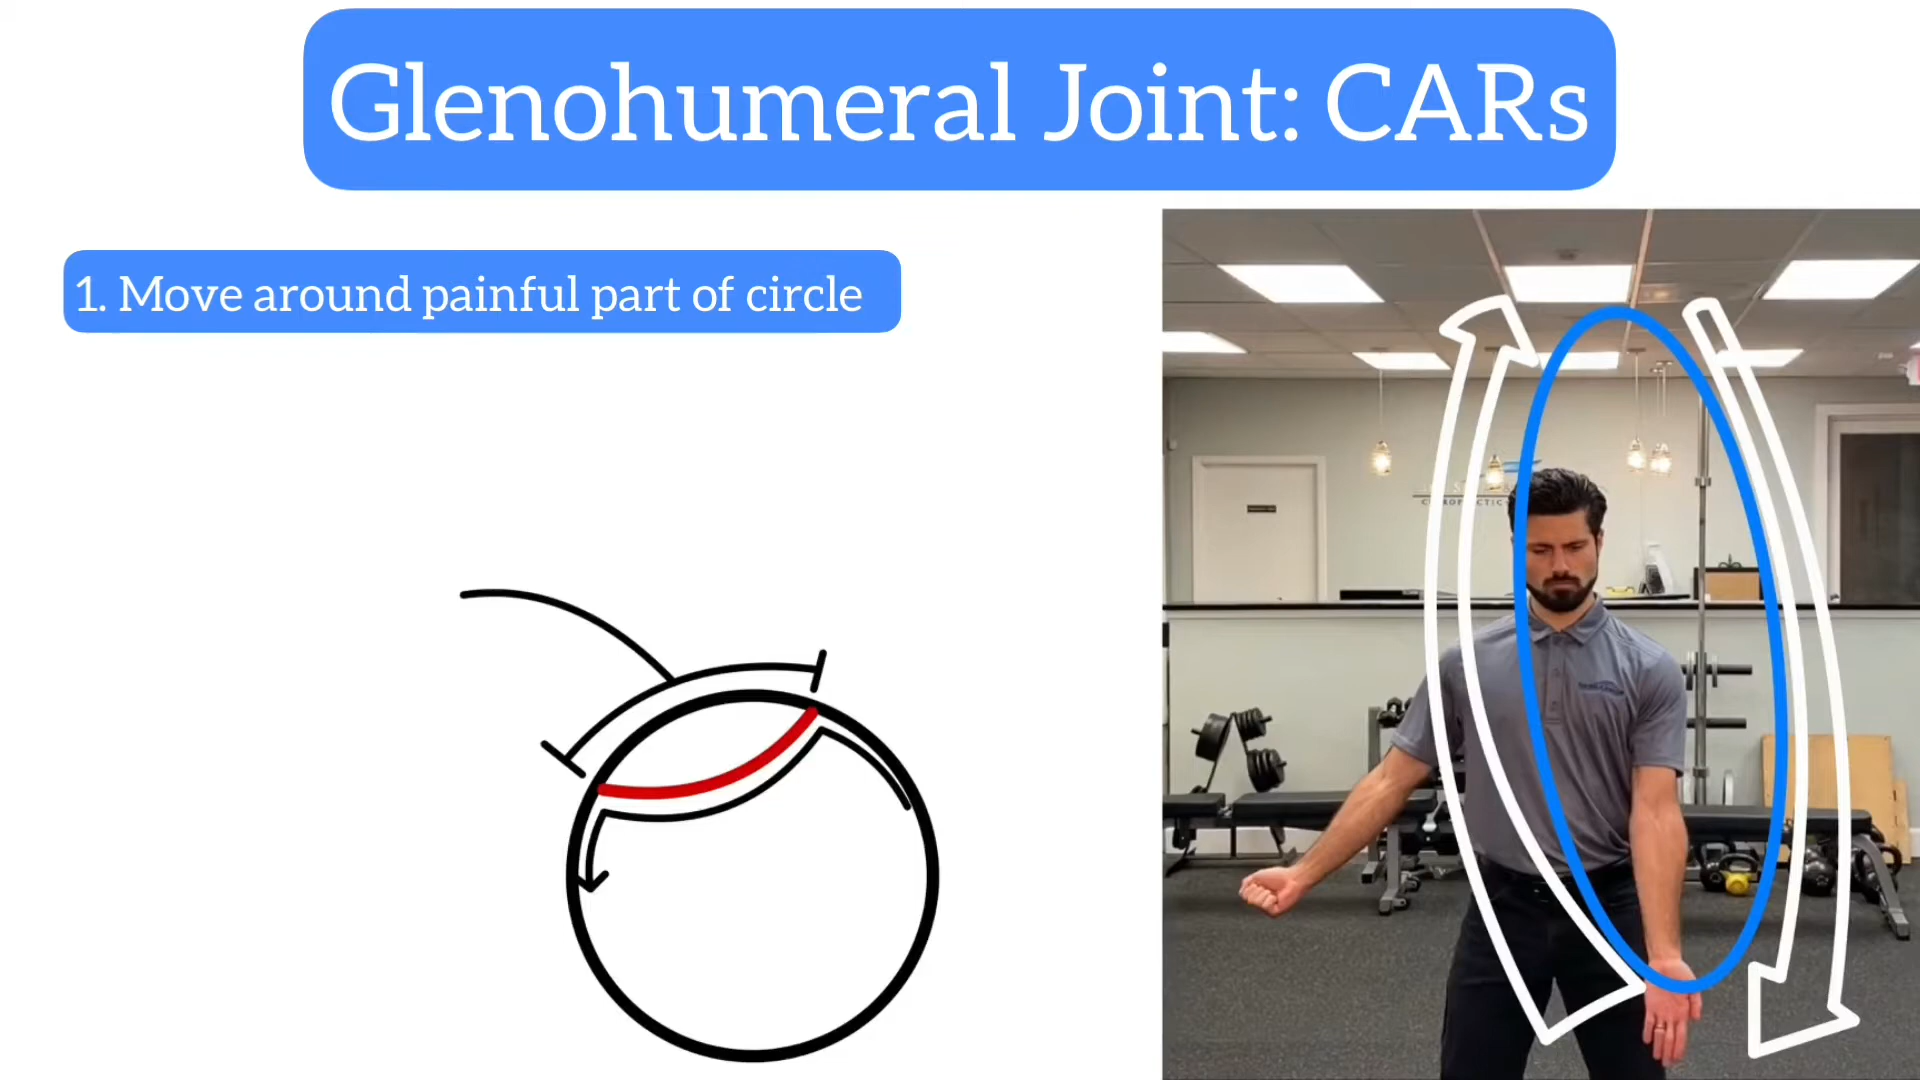 Glenohumeral Joint: CARs
1. Move around painful part of circle